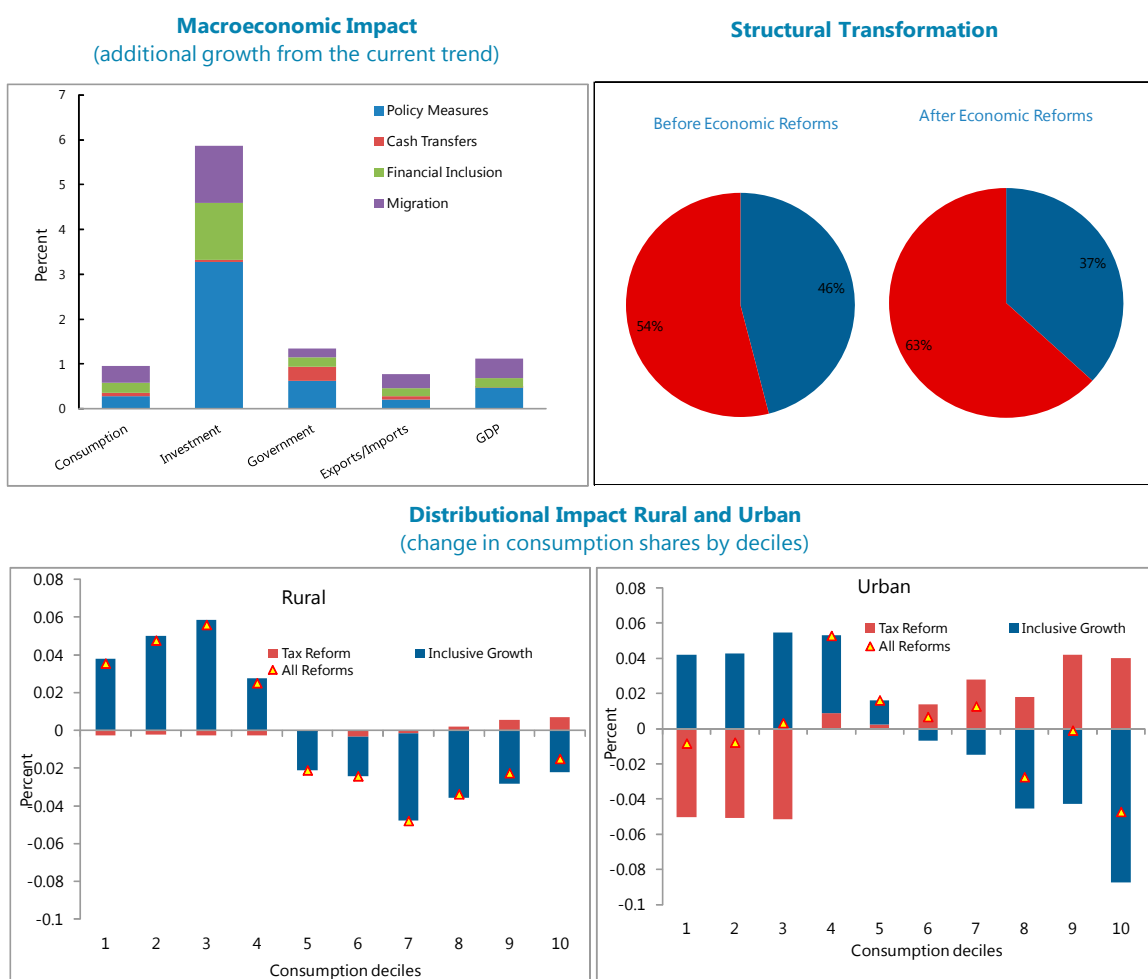 Macroeconomic Impact
(additional growth from the current trend)
7
6
5
4
3
2
1
0
Percent
Policy Measures
Cash Transfers
Financial Inclusion
Migration
Consumption
Investment
Government
Exports/Imports
GDP
Structural Transformation
Before Economic Reforms
After Economic Reforms
46%
54%
37%
63%
Distributional Impact Rural and Urban
(change in consumption shares by deciles)
Rural
0.08
0.06
0.04
0.02
0
-0.02
-0.04
-0.06
-0.08
-0.1
Percent
Tax Reform
Inclusive Growth
All Reforms
1 2 3 4 5 6 7 8 9 10
Consumption deciles
Urban
0.08
0.06
0.04
0.02
0
-0.02
-0.04
-0.06
-0.08
-0.1
Percent
Tax Reform
Inclusive Growth
All Reforms
1 2 3 4 5 6 7 8 9 10
Consumption deciles